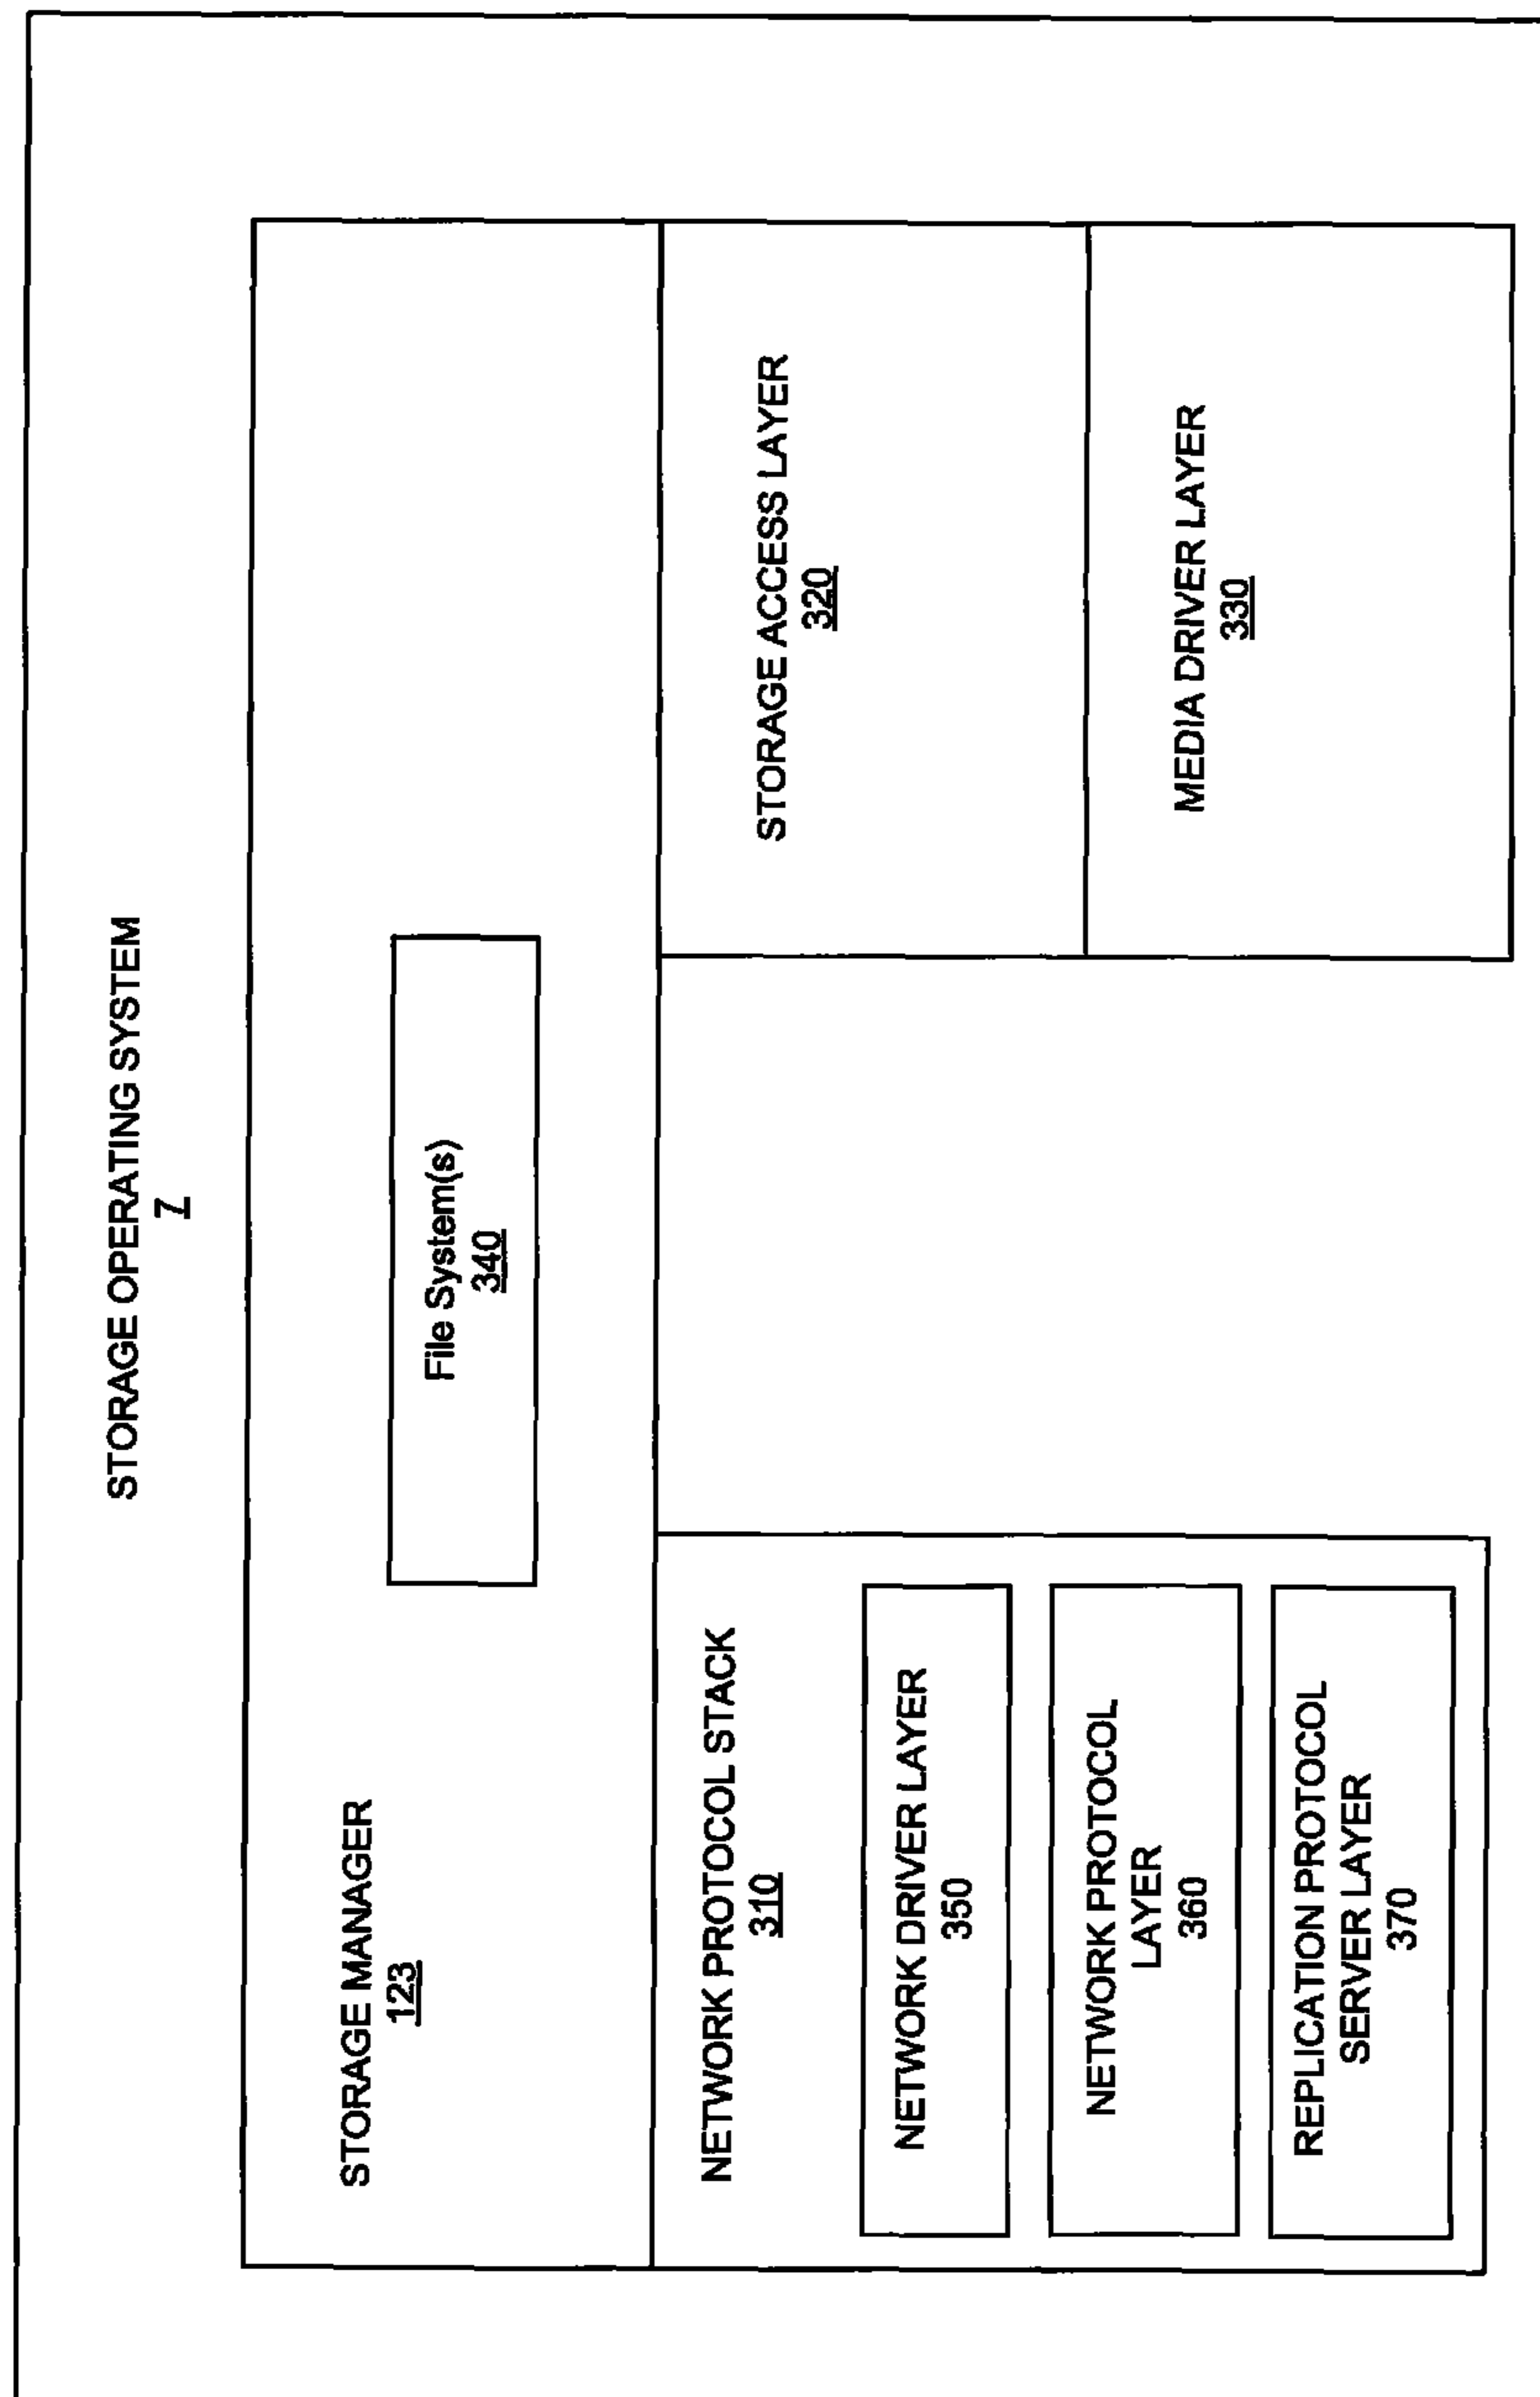 STORAGE OPERATING SYSTEM
7
STORAGE MANAGER
123
File System(s)
340
NETWORK PROTOCOL STACK
310
NETWORK DRIVER LAYER
350
NETWORK PROTOCOL
LAYER
360
REPLICATION PROTOCOL
SERVER LAYER
370
STORAGE ACCESS LAYER
320
MEDIA DRIVER LAYER
330